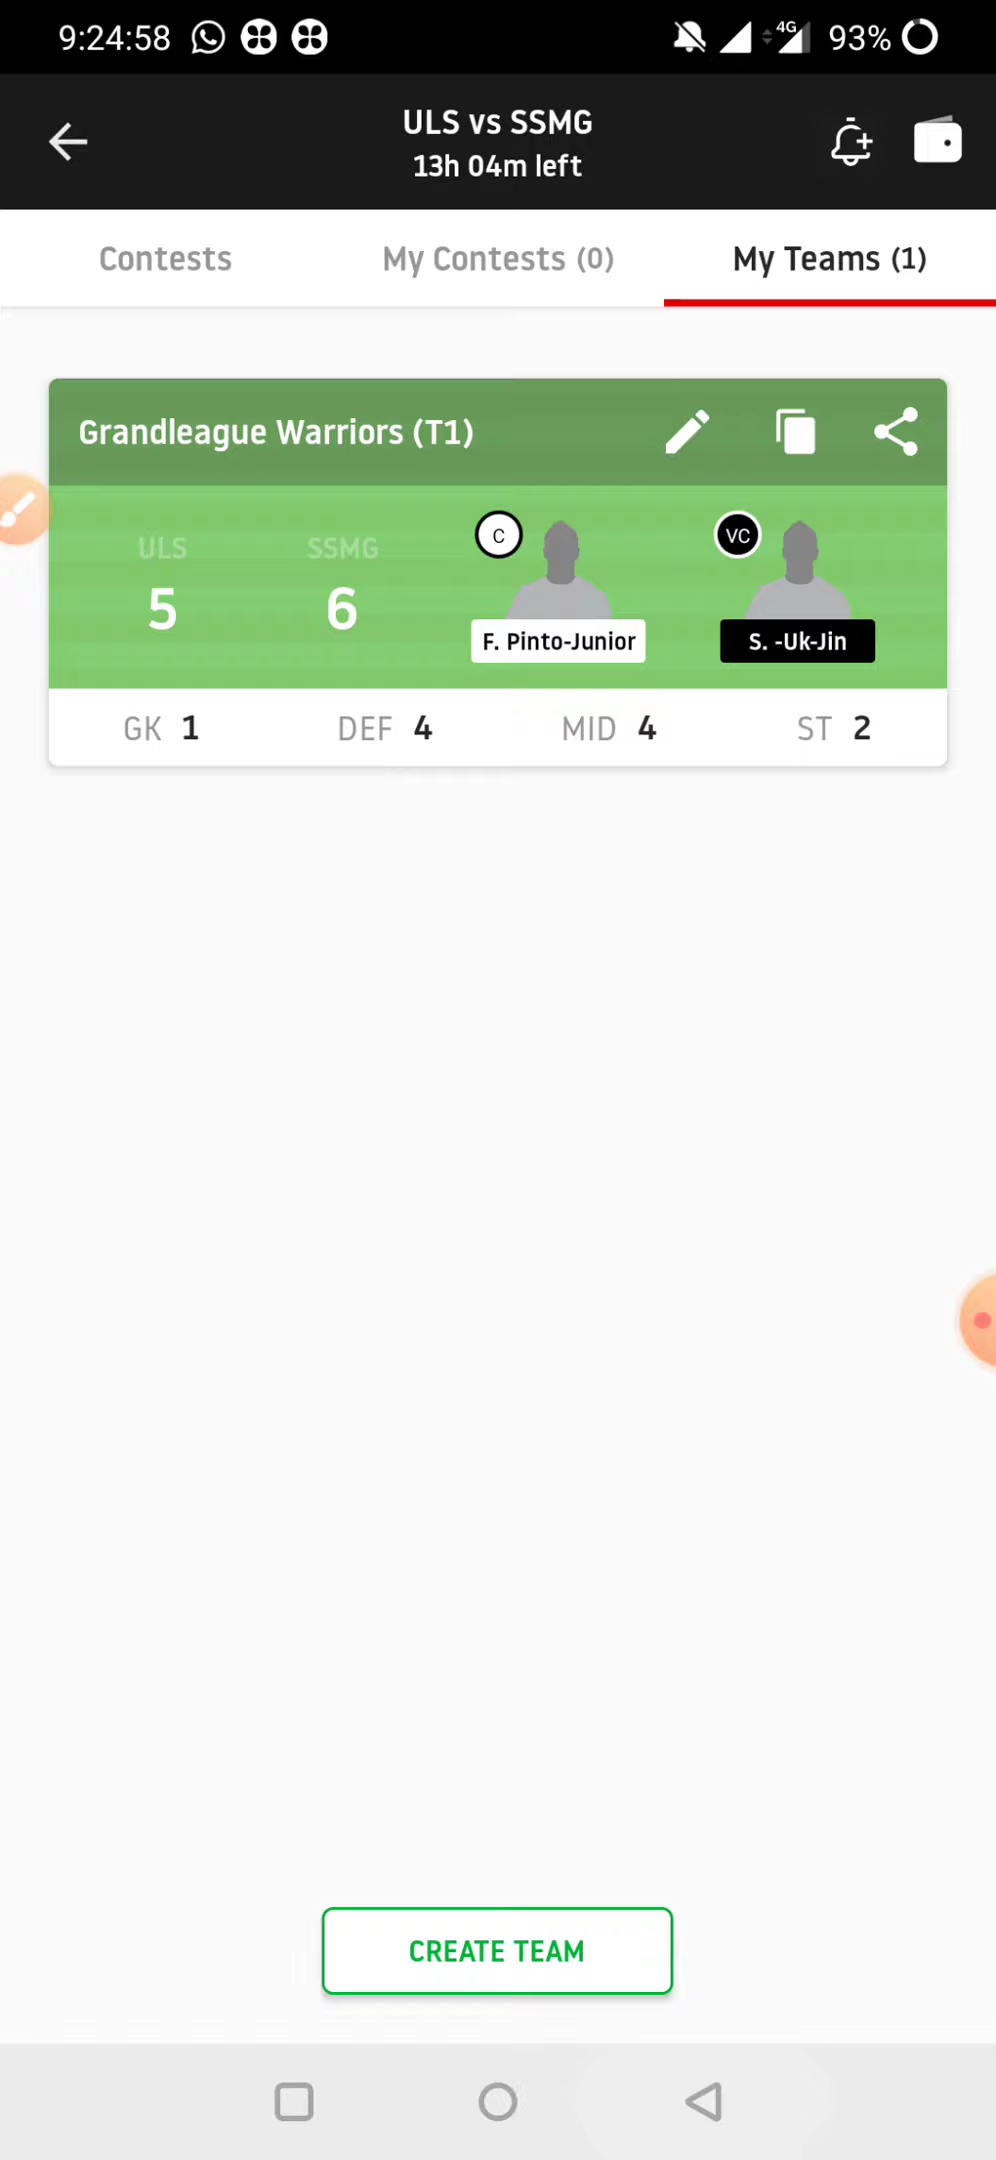 9:24:58 4G 93%
ULS vs SSMG
13h 04m left
Contests My Contests (0) My Teams (1)
Grandleague Warriors (T1)
ULS SSMG C VC
5 6
F. Pinto-Junior S. -Uk-Jin
GK 1 DEF 4 MID 4 ST 2
CREATE TEAM